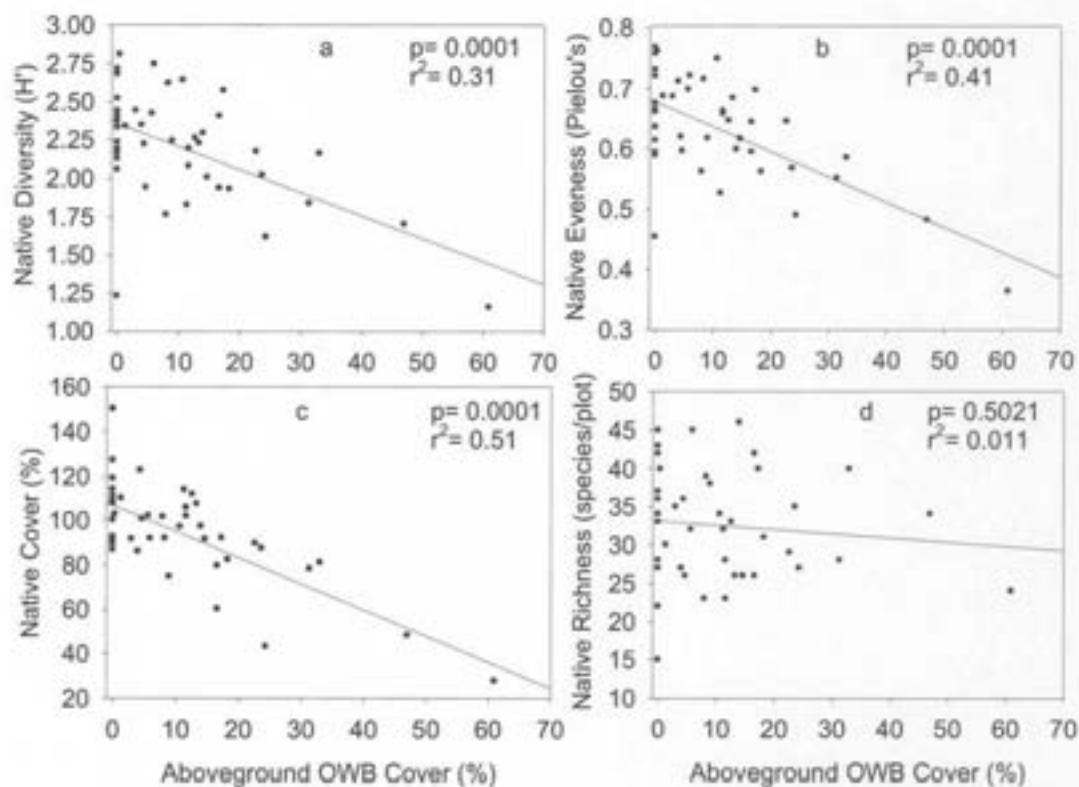 a
p= 0.0001
r²= 0.31
Native Diversity (H')
3.00
2.75
2.50
2.25
2.00
1.75
1.50
1.25
1.00
0 10 20 30 40 50 60 70
b
p= 0.0001
r²= 0.41
Native Eveness (Pielou's)
0.8
0.7
0.6
0.5
0.4
0.3
0 10 20 30 40 50 60 70
c
p= 0.0001
r²= 0.51
Native Cover (%)
160
140
120
100
80
60
40
20
0 10 20 30 40 50 60 70
Aboveground OWB Cover (%)
d
p= 0.5021
r²= 0.011
Native Richness (species/plot)
50
45
40
35
30
25
20
15
10
0 10 20 30 40 50 60 70
Aboveground OWB Cover (%)